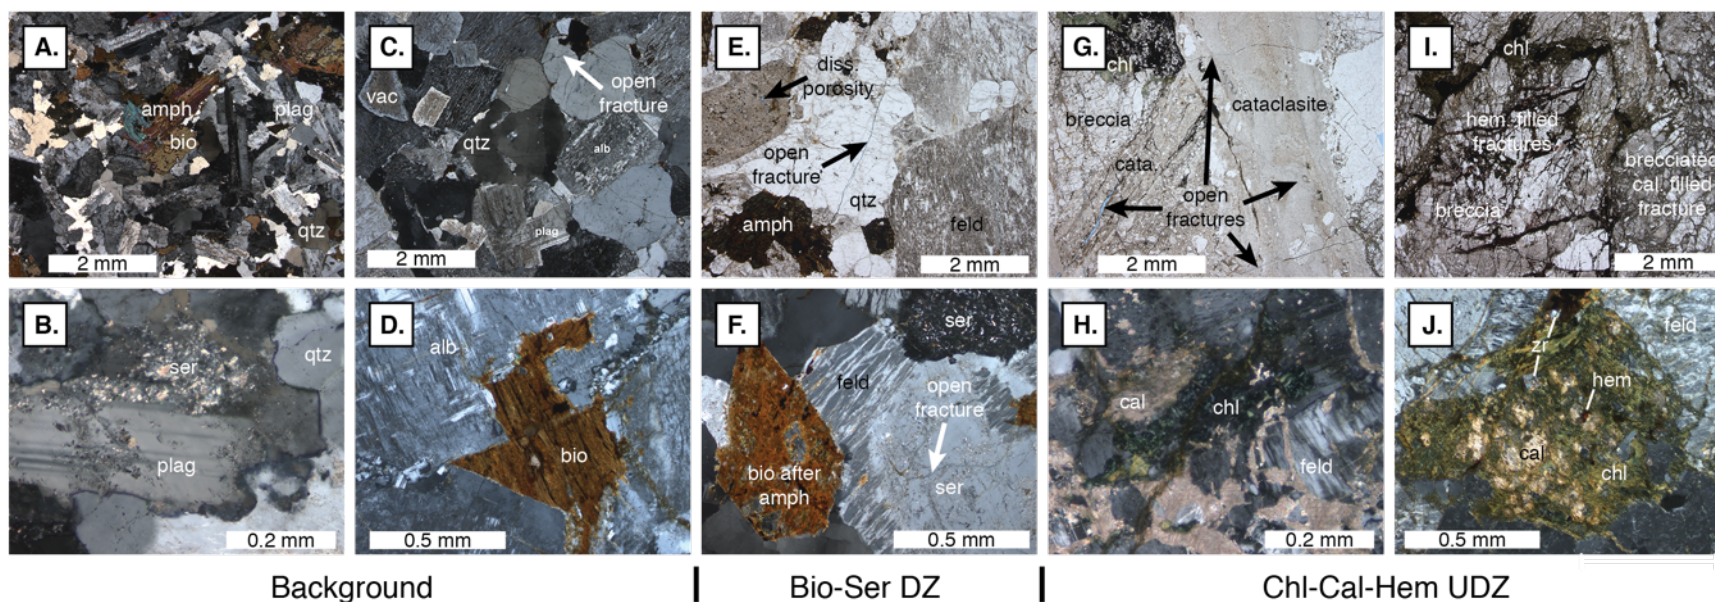 A.
amph
bio
plag
qtz
2 mm
B.
ser
qtz
plag
0.2 mm
C.
open
fracture
vac
qtz
alb
plag
2 mm
D.
alb
bio
0.5 mm
E.
diss.
porosity
open
fracture
qtz
amph
feld
2 mm
F.
ser
feld
open
fracture
bio after
amph
ser
0.5 mm
G.
chl
cataclasite
breccia
cata.
open
fractures
2 mm
H.
cal
chl
feld
0.2 mm
I.
chl
hem. filled
fractures
brecciated
cal. filled
fracture
breccia
2 mm
J.
zr
feld
hem
cal
chl
0.5 mm
Background
Bio-Ser DZ
Chl-Cal-Hem UDZ